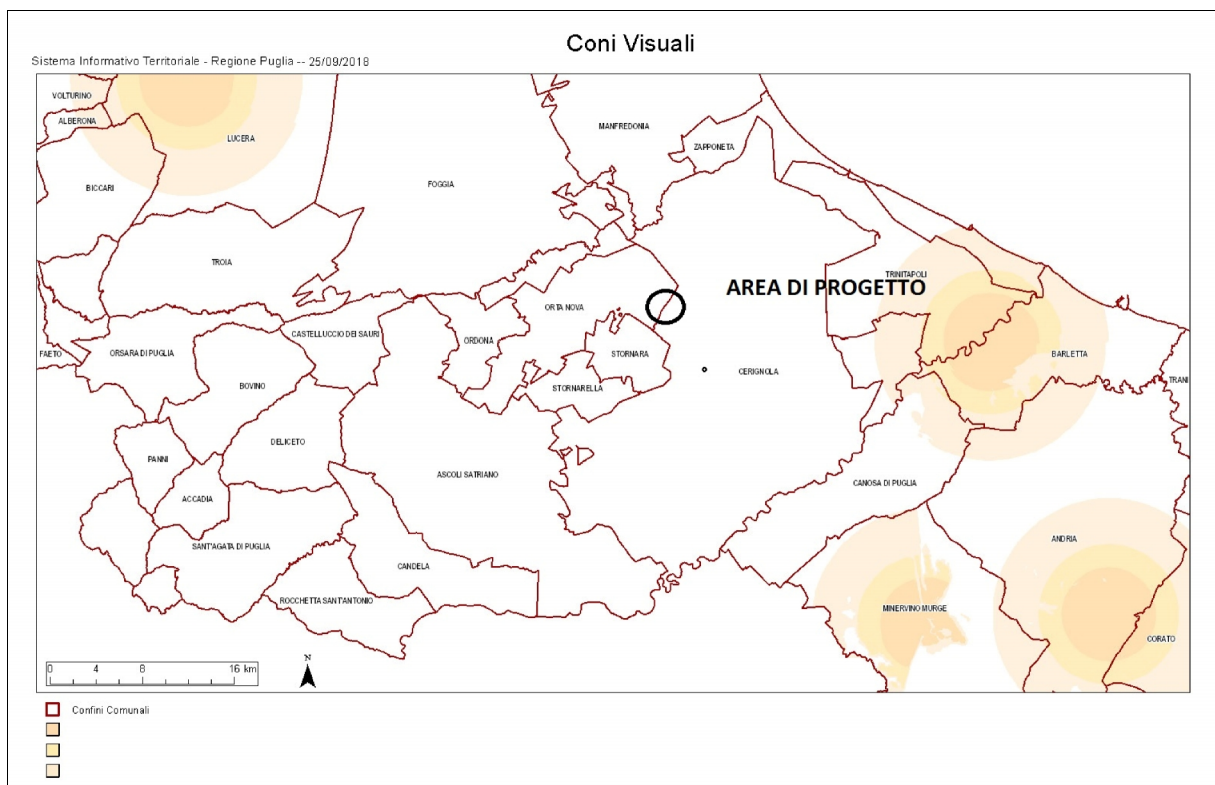 Coni Visuali
Sistema Informativo Territoriale - Regione Puglia -- 25/09/2018
VOLTURINO
ALBERONA
LUCERA
MANFREDONIA
ZAPPONETA
BICCARI
FOGGIA
TROIA
TRINITAPOLI
AREA DI PROGETTO
ORTA NOVA
CASTELLUCCIO DEI SAURI
ORDONA
FAETO
ORSARA DI PUGLIA
STORNARA
BARLETTA
BOVINO
STORNARELLA
CERIGNOLA
TRANI
DELICETO
PANNI
ASCOLI SATRIANO
CANOSA DI PUGLIA
ACCADIA
SANT'AGATA DI PUGLIA
ANDRIA
CANDELA
ROCCHETTA SANT'ANTONIO
MINERVINO MURGE
CORATO
N
0 4 8 16 km
Confini Comunali